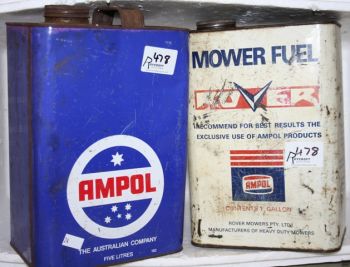 478
AMPOL
THE AUSTRALIAN COMPANY
FIVE LITRES
MOWER FUEL
ROVER
RECOMMEND FOR BEST RESULTS THE
EXCLUSIVE USE OF AMPOL PRODUCTS
478
AMPOL
CONTENTS 1 GALLON
ROVER MOWERS PTY. LTD.
MANUFACTURERS OF HEAVY DUTY MOWERS